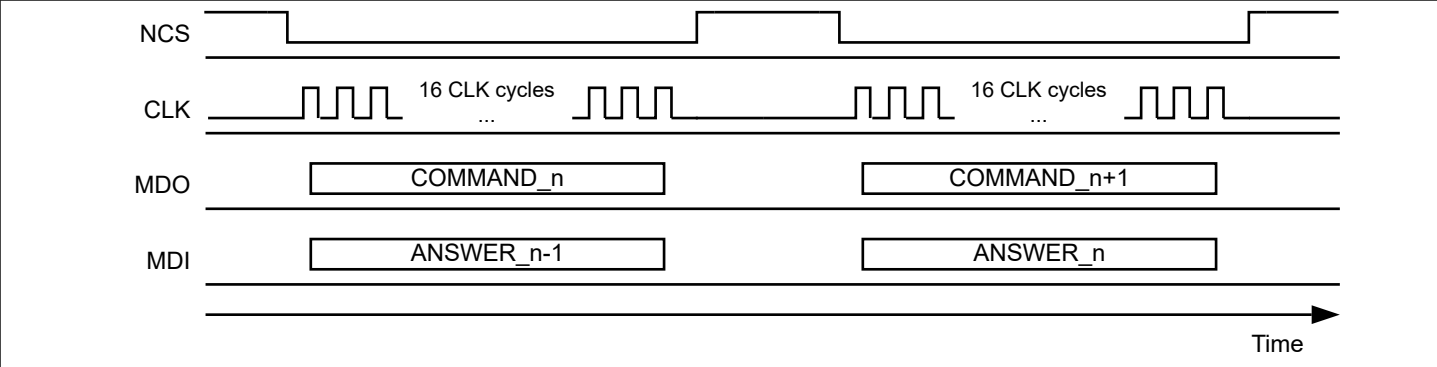 NCS
CLK
16 CLK cycles
...
16 CLK cycles
...
MDO
COMMAND_n
COMMAND_n+1
MDI
ANSWER_n-1
ANSWER_n
Time